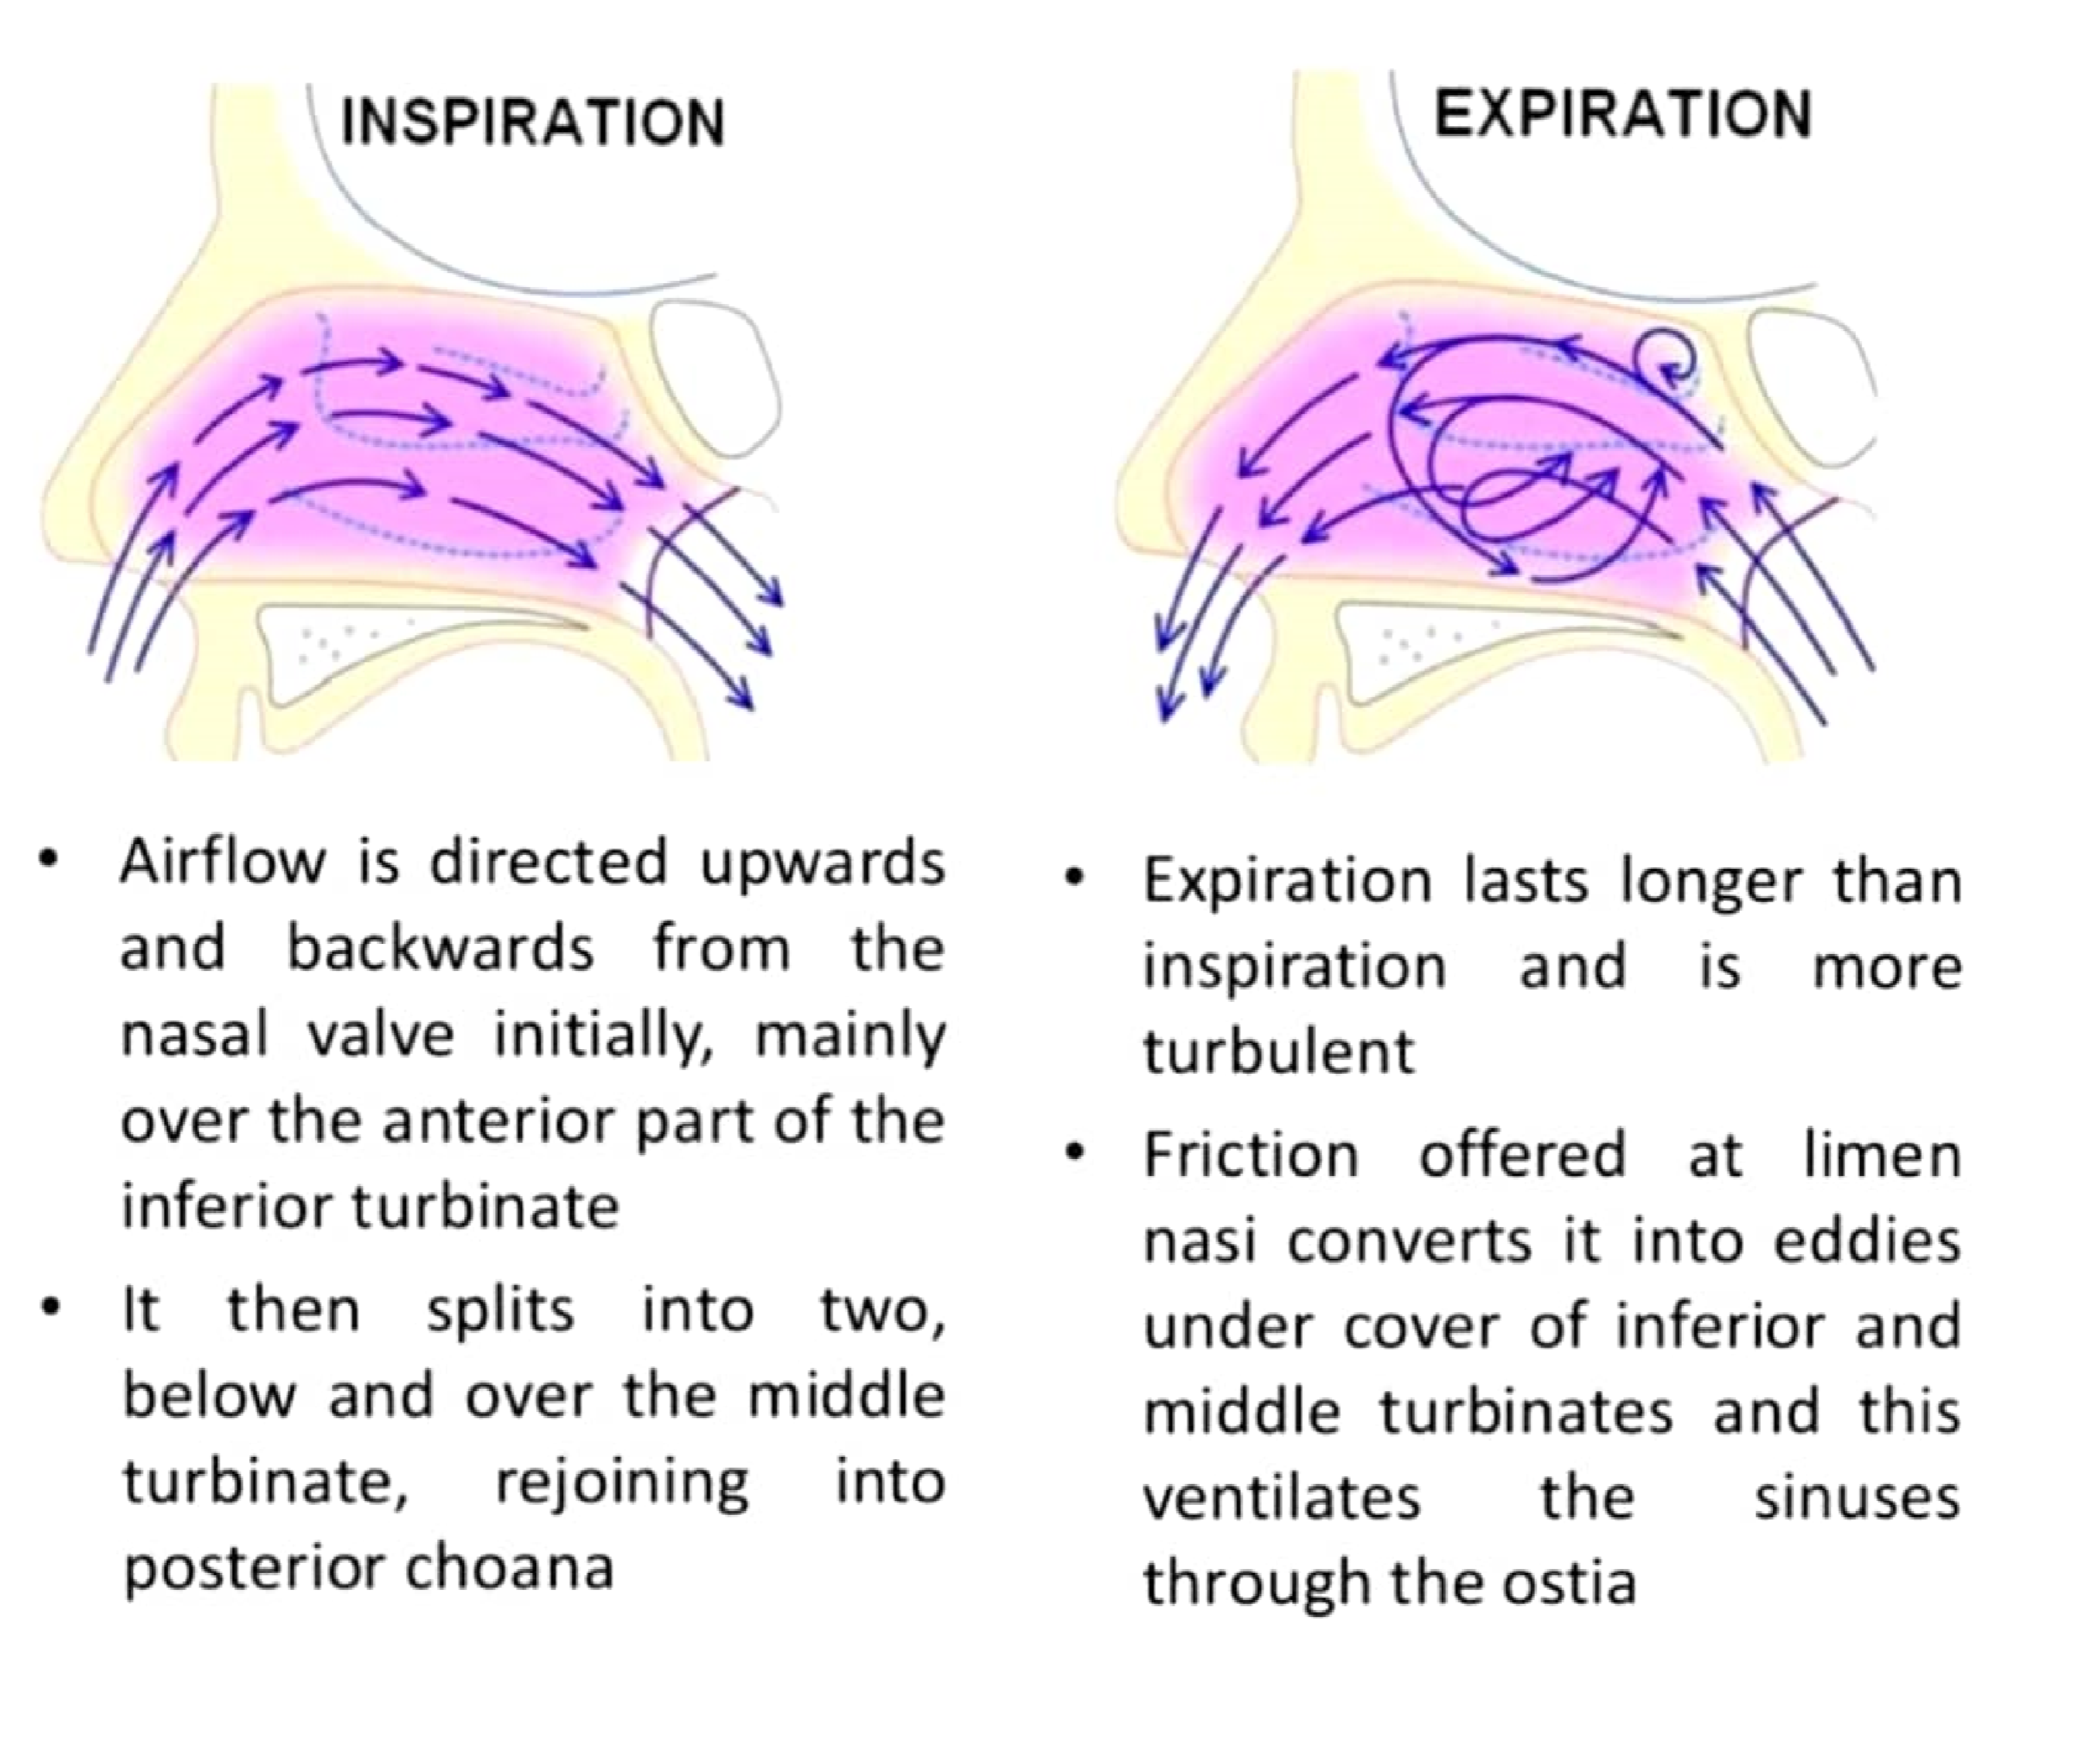 INSPIRATION
• Airflow is directed upwards
and backwards from the
nasal valve initially, mainly
over the anterior part of the
inferior turbinate
• It then splits into two,
below and over the middle
turbinate, rejoining into
posterior choana
EXPIRATION
• Expiration lasts longer than
inspiration and is more
turbulent
• Friction offered at limen
nasi converts it into eddies
under cover of inferior and
middle turbinates and this
ventilates the sinuses
through the ostia